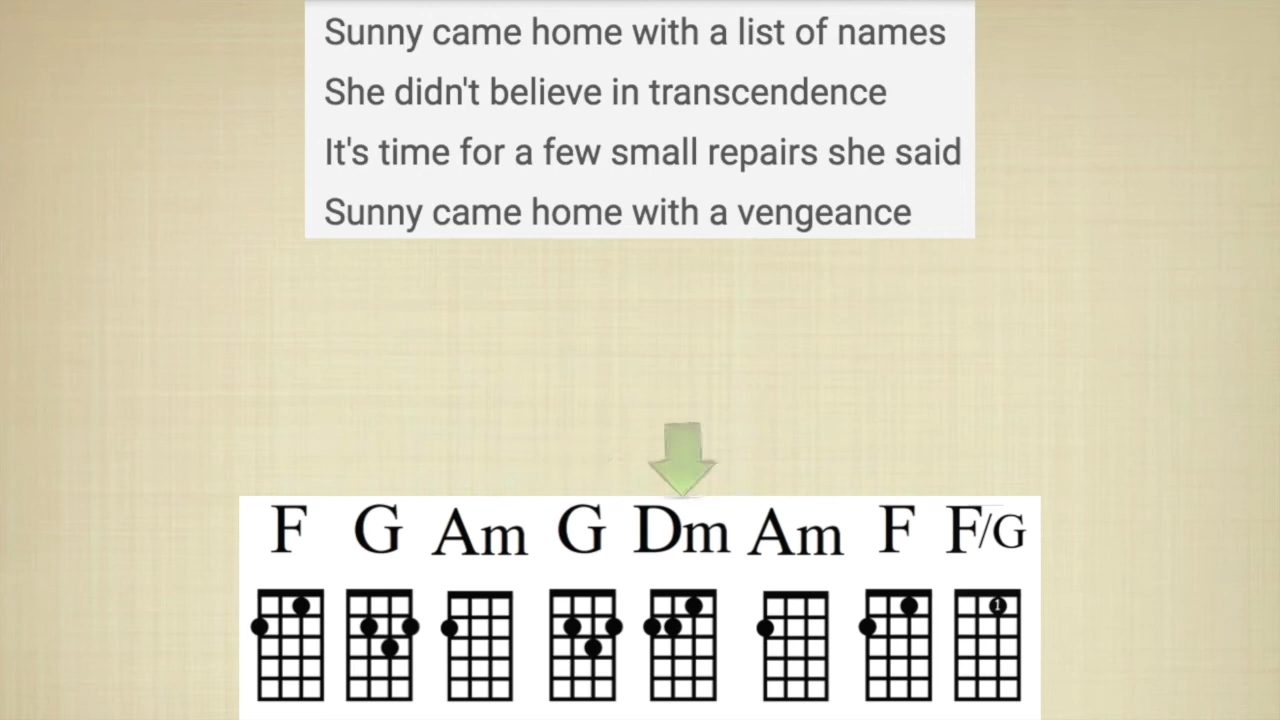 Sunny came home with a list of names
She didn't believe in transcendence
It's time for a few small repairs she said
Sunny came home with a vengeance
F G Am G Dm Am F F/G
1